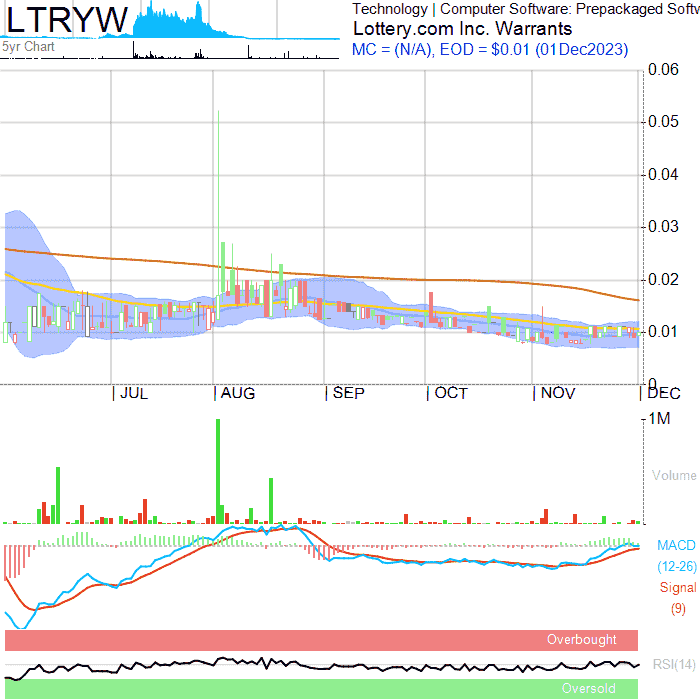 LTRYW
5yr Chart
Technology | Computer Software: Prepackaged Softw
Lottery.com Inc. Warrants
MC = (N/A), EOD = $0.01 (01Dec2023)
0.06
0.05
0.04
0.03
0.02
0.01
0
JUL
AUG
SEP
OCT
NOV
DEC
1M
Volume
MACD
(12-26)
Signal
(9)
Overbought
RSI(14)
Oversold